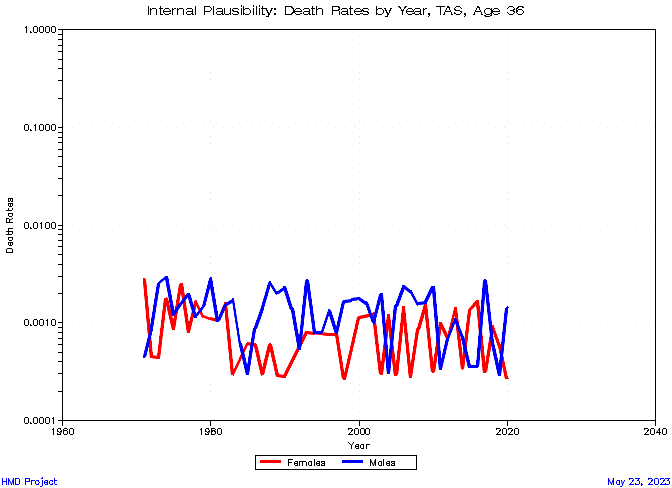 Internal Plausibility: Death Rates by Year, TAS, Age 36
1.0000
0.1000
0.0100
0.0010
0.0001
Death Rates
1960
1980
2000
2020
2040
Year
Females
Males
HMD Project
May 23, 2023